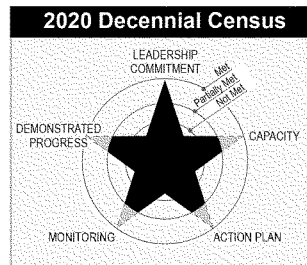 2020 Decennial Census
LEADERSHIP
COMMITMENT
Met
Partially Met
Not Met
DEMONSTRATED
PROGRESS
CAPACITY
MONITORING
ACTION PLAN